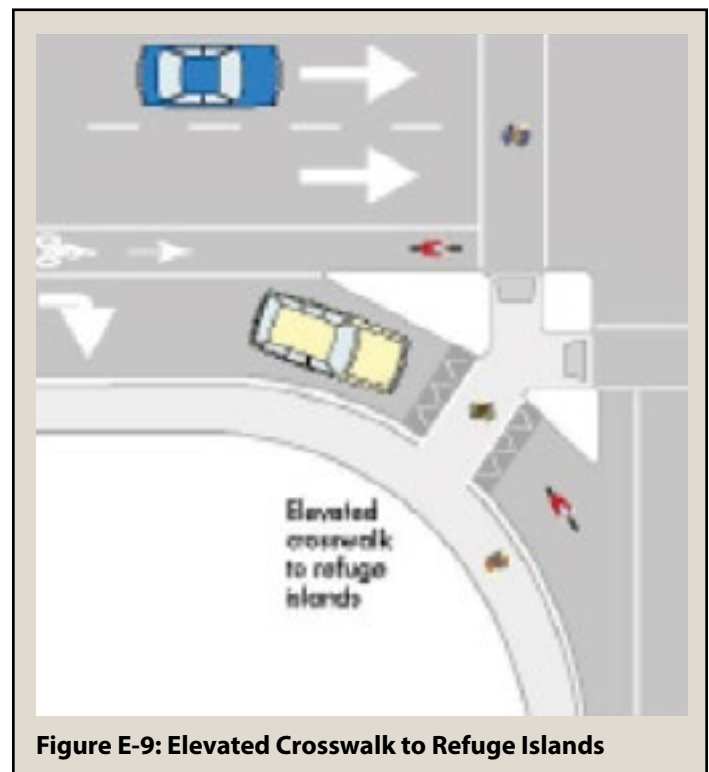 Elevated
crosswalk
to refuge
islands
Figure E-9: Elevated Crosswalk to Refuge Islands